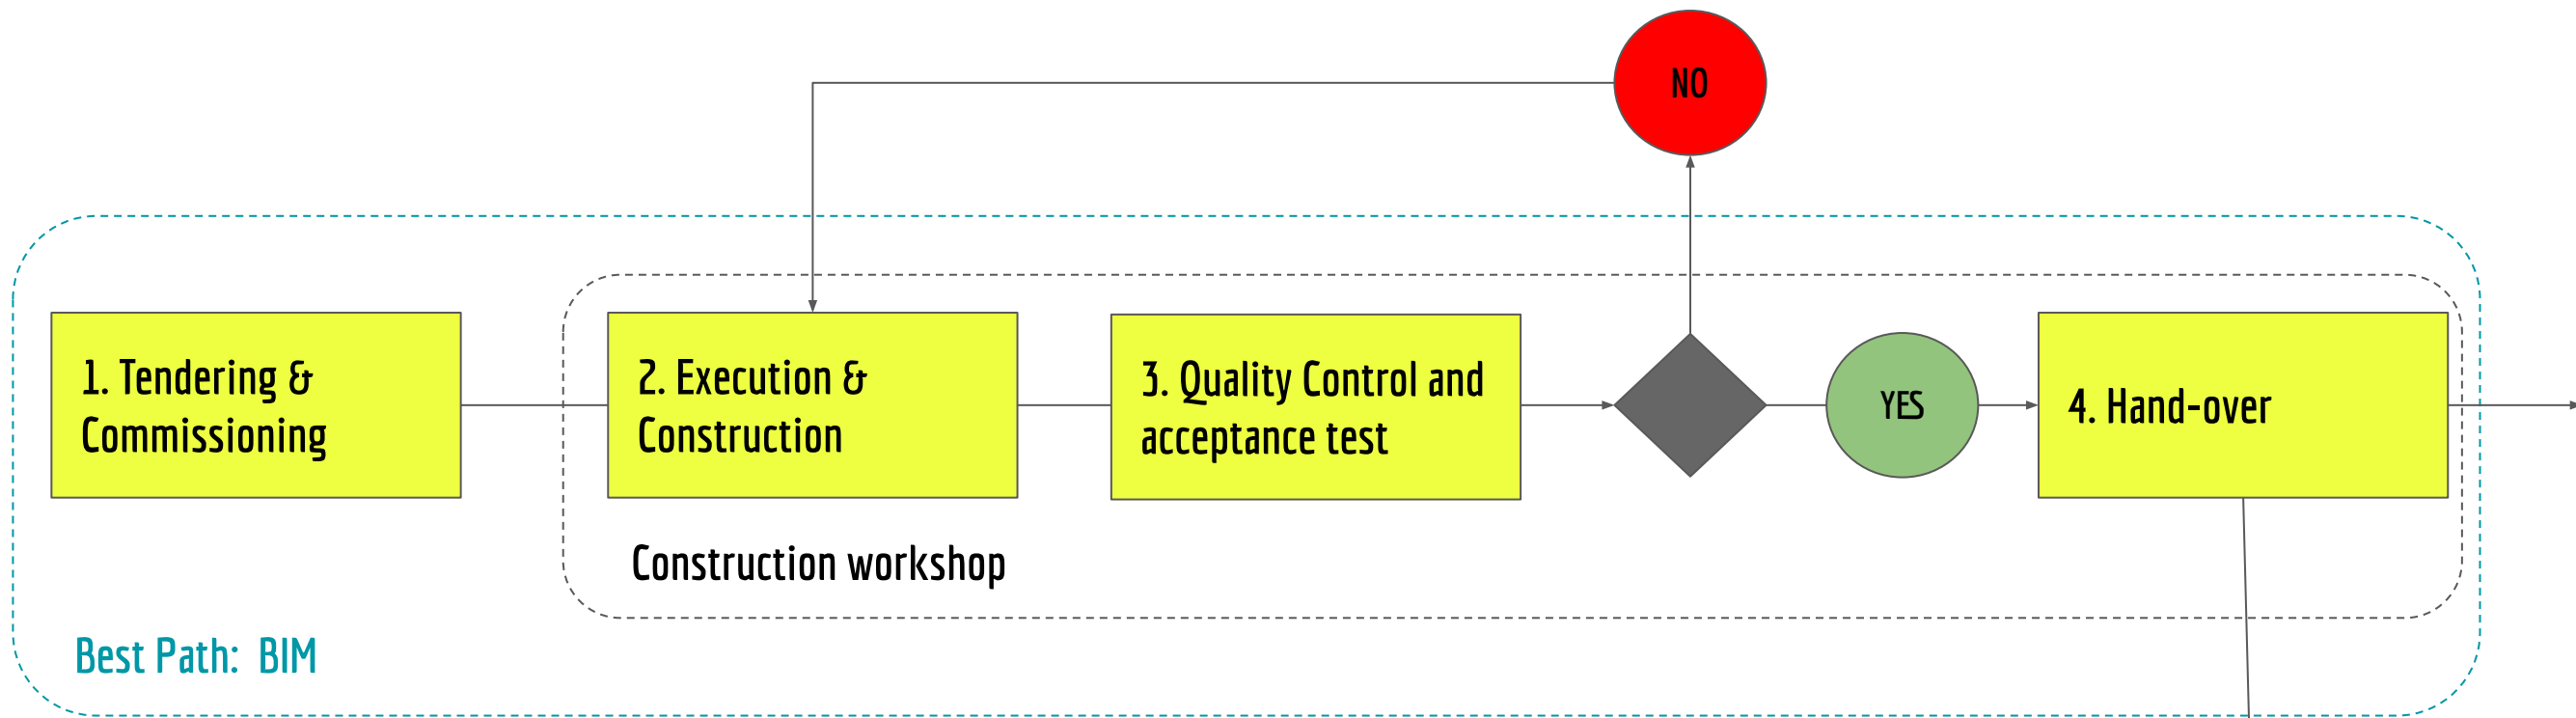 NO
1. Tendering &
Commissioning
2. Execution &
Construction
3. Quality Control and
acceptance test
YES
4. Hand-over
Construction workshop
Best Path:  BIM